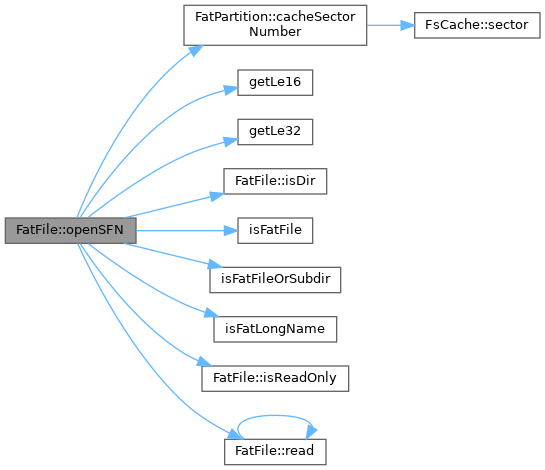 FatPartition::cacheSector
Number
FsCache::sector
getLe16
getLe32
FatFile::isDir
FatFile::openSFN
isFatFile
isFatFileOrSubdir
isFatLongName
FatFile::isReadOnly
FatFile::read